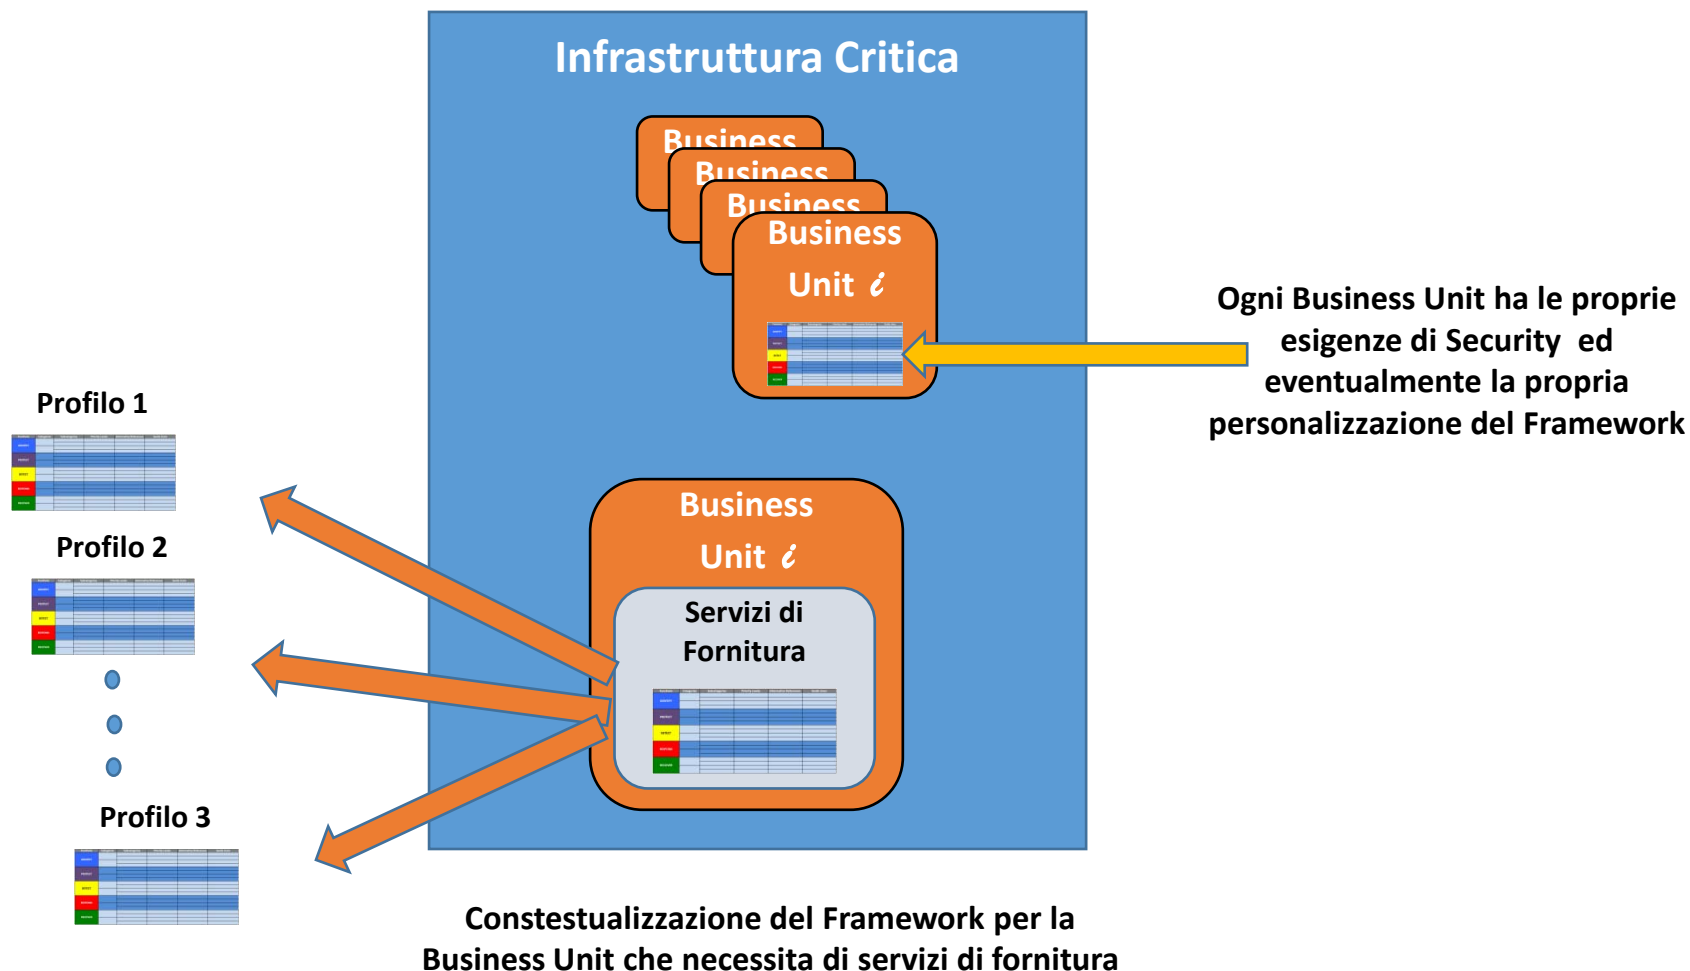 Infrastruttura Critica
Business
Business
Business
Business
Unit i
Ogni Business Unit ha le proprie
esigenze di Security ed
eventualmente la propria
personalizzazione del Framework
Profilo 1
Profilo 2
Profilo 3
Business
Unit i
Servizi di
Fornitura
Constestualizzazione del Framework per la
Business Unit che necessita di servizi di fornitura